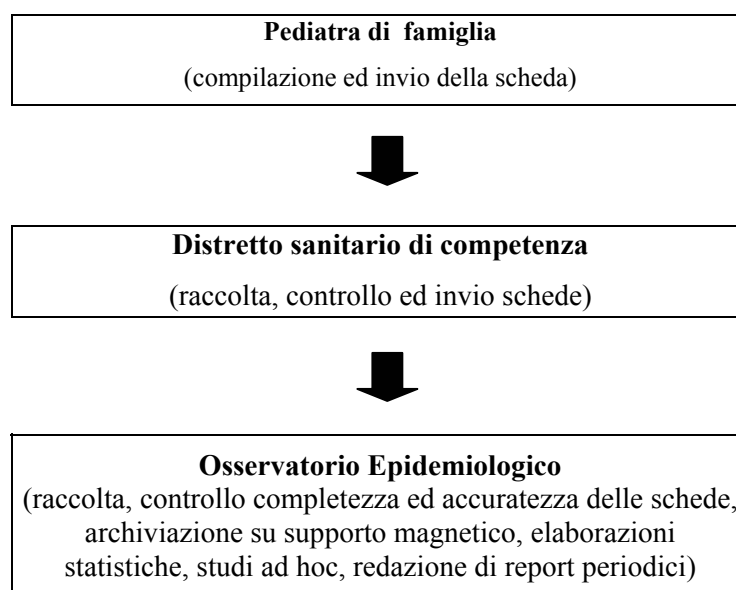 Pediatra di famiglia
(compilazione ed invio della scheda)
Distretto sanitario di competenza
(raccolta, controllo ed invio schede)
Osservatorio Epidemiologico
(raccolta, controllo completezza ed accuratezza delle schede,
archiviazione su supporto magnetico, elaborazioni
statistiche, studi ad hoc, redazione di report periodici)